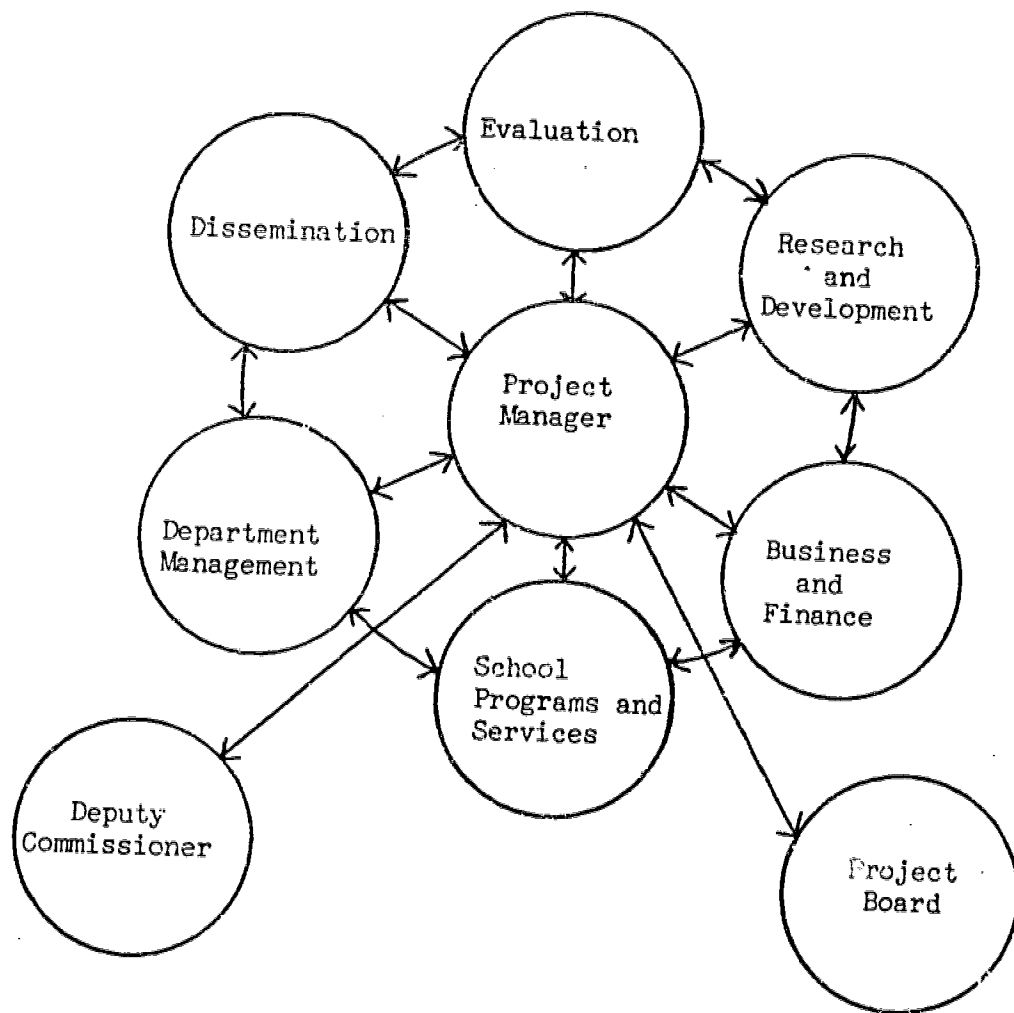 Evaluation
Dissemination
Research
and
Development
Project
Manager
Department
Management
Business
and
Finance
School
Programs and
Services
Deputy
Commissioner
Project
Board